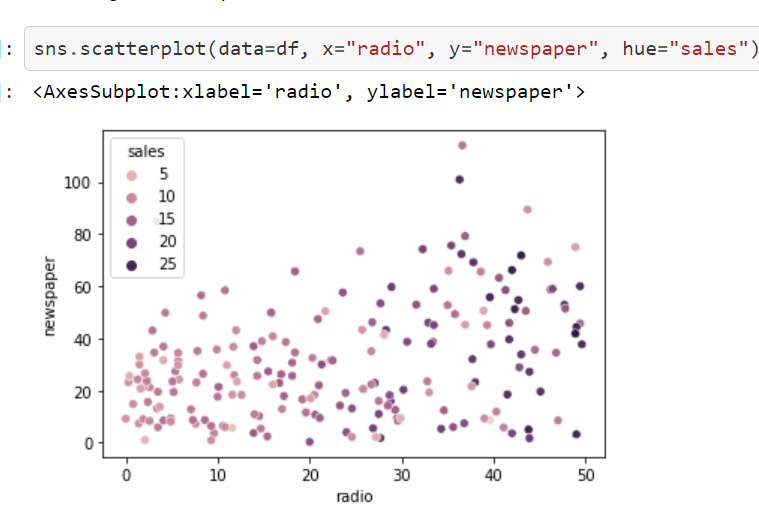 ]: sns.scatterplot(data=df, x="radio", y="newspaper", hue="sales")
]: <AxesSubplot:xlabel='radio', ylabel='newspaper'>
sales
5
10
15
20
25
newspaper
100
80
60
40
20
0
0 10 20 30 40 50
radio